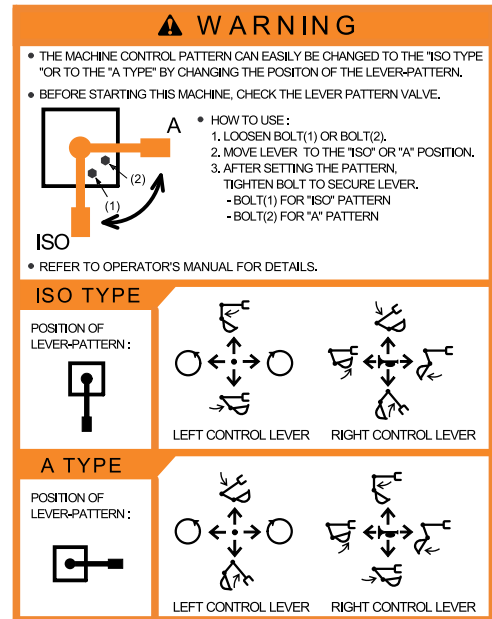 WARNING
• THE MACHINE CONTROL PATTERN CAN EASILY BE CHANGED TO THE "ISO TYPE
"OR TO THE "A TYPE" BY CHANGING THE POSITON OF THE LEVER-PATTERN.
• BEFORE STARTING THIS MACHINE, CHECK THE LEVER PATTERN VALVE.
A
(2)
(1)
ISO
• HOW TO USE :
1. LOOSEN BOLT(1) OR BOLT(2).
2. MOVE LEVER TO THE "ISO" OR "A" POSITION.
3. AFTER SETTING THE PATTERN,
TIGHTEN BOLT TO SECURE LEVER.
- BOLT(1) FOR "ISO" PATTERN
- BOLT(2) FOR "A" PATTERN
• REFER TO OPERATOR'S MANUAL FOR DETAILS.
ISO TYPE
POSITION OF
LEVER-PATTERN :
LEFT CONTROL LEVER
RIGHT CONTROL LEVER
A TYPE
POSITION OF
LEVER-PATTERN :
LEFT CONTROL LEVER
RIGHT CONTROL LEVER